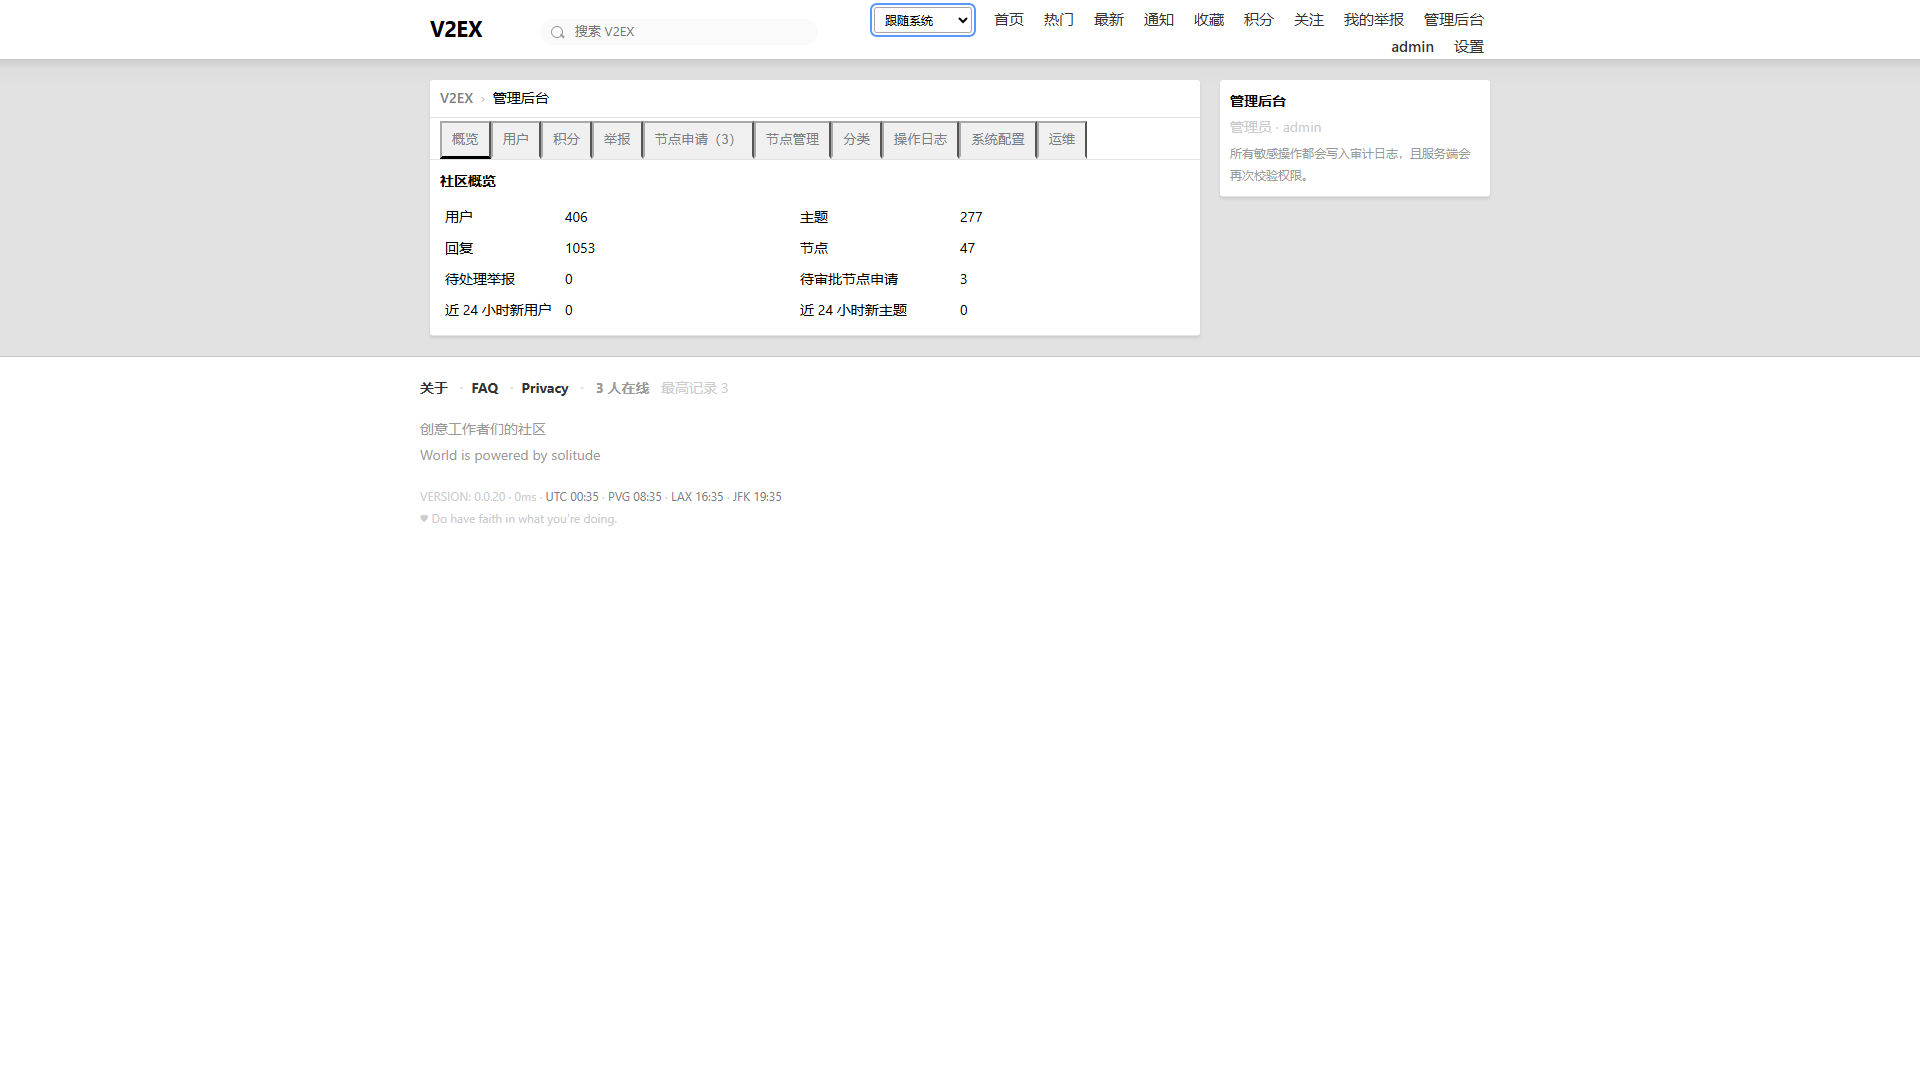 V2EX
搜索 V2EX
跟随系统 首页 热门 最新 通知 收藏 积分 关注 我的举报 管理后台
admin 设置
V2EX › 管理后台
概览 用户 积分 举报 节点申请（3） 节点管理 分类 操作日志 系统配置 运维
社区概览
用户 406 主题 277
回复 1053 节点 47
待处理举报 0 待审批节点申请 3
近 24 小时新用户 0 近 24 小时新主题 0
管理后台
管理员 · admin
所有敏感操作都会写入审计日志，且服务端会
再次校验权限。
关于 · FAQ · Privacy · 3 人在线 最高记录 3
创意工作者们的社区
World is powered by solitude
VERSION: 0.0.20 · 0ms · UTC 00:35 · PVG 08:35 · LAX 16:35 · JFK 19:35
♥ Do have faith in what you're doing.